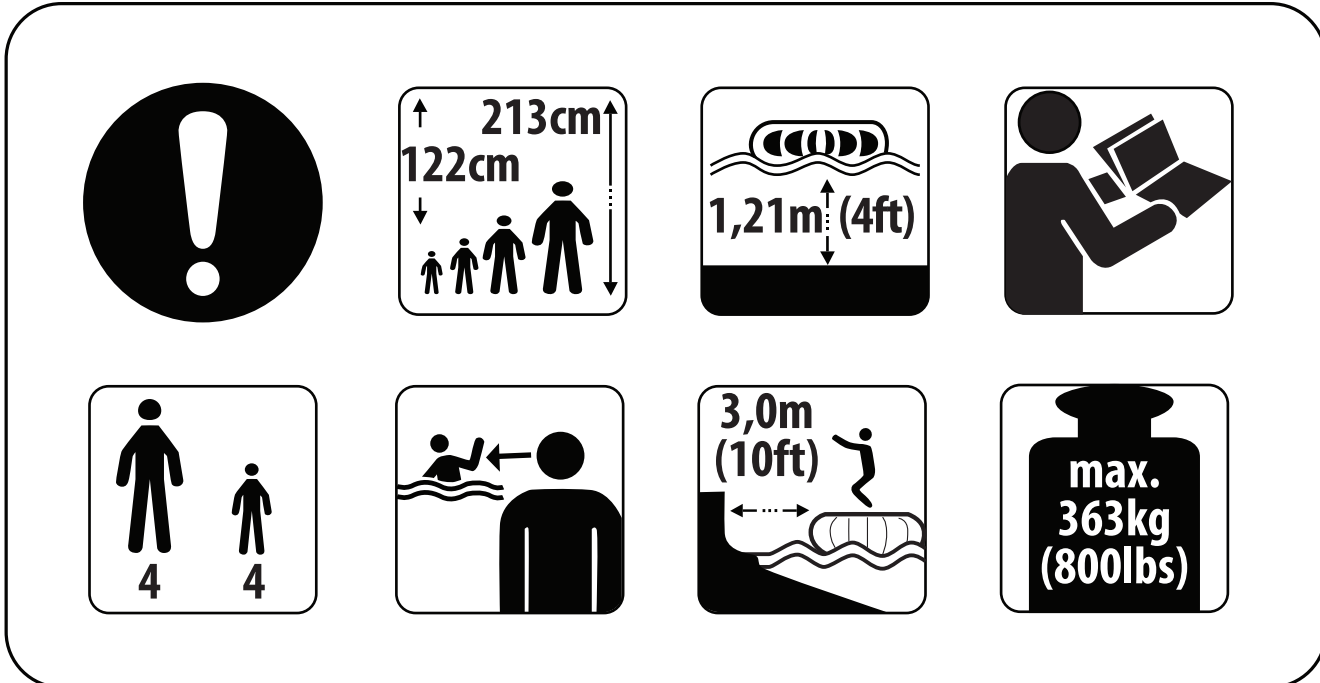 213cm
122cm
1,21m (4ft)
4
4
3,0m
(10ft)
max.
363kg
(800lbs)